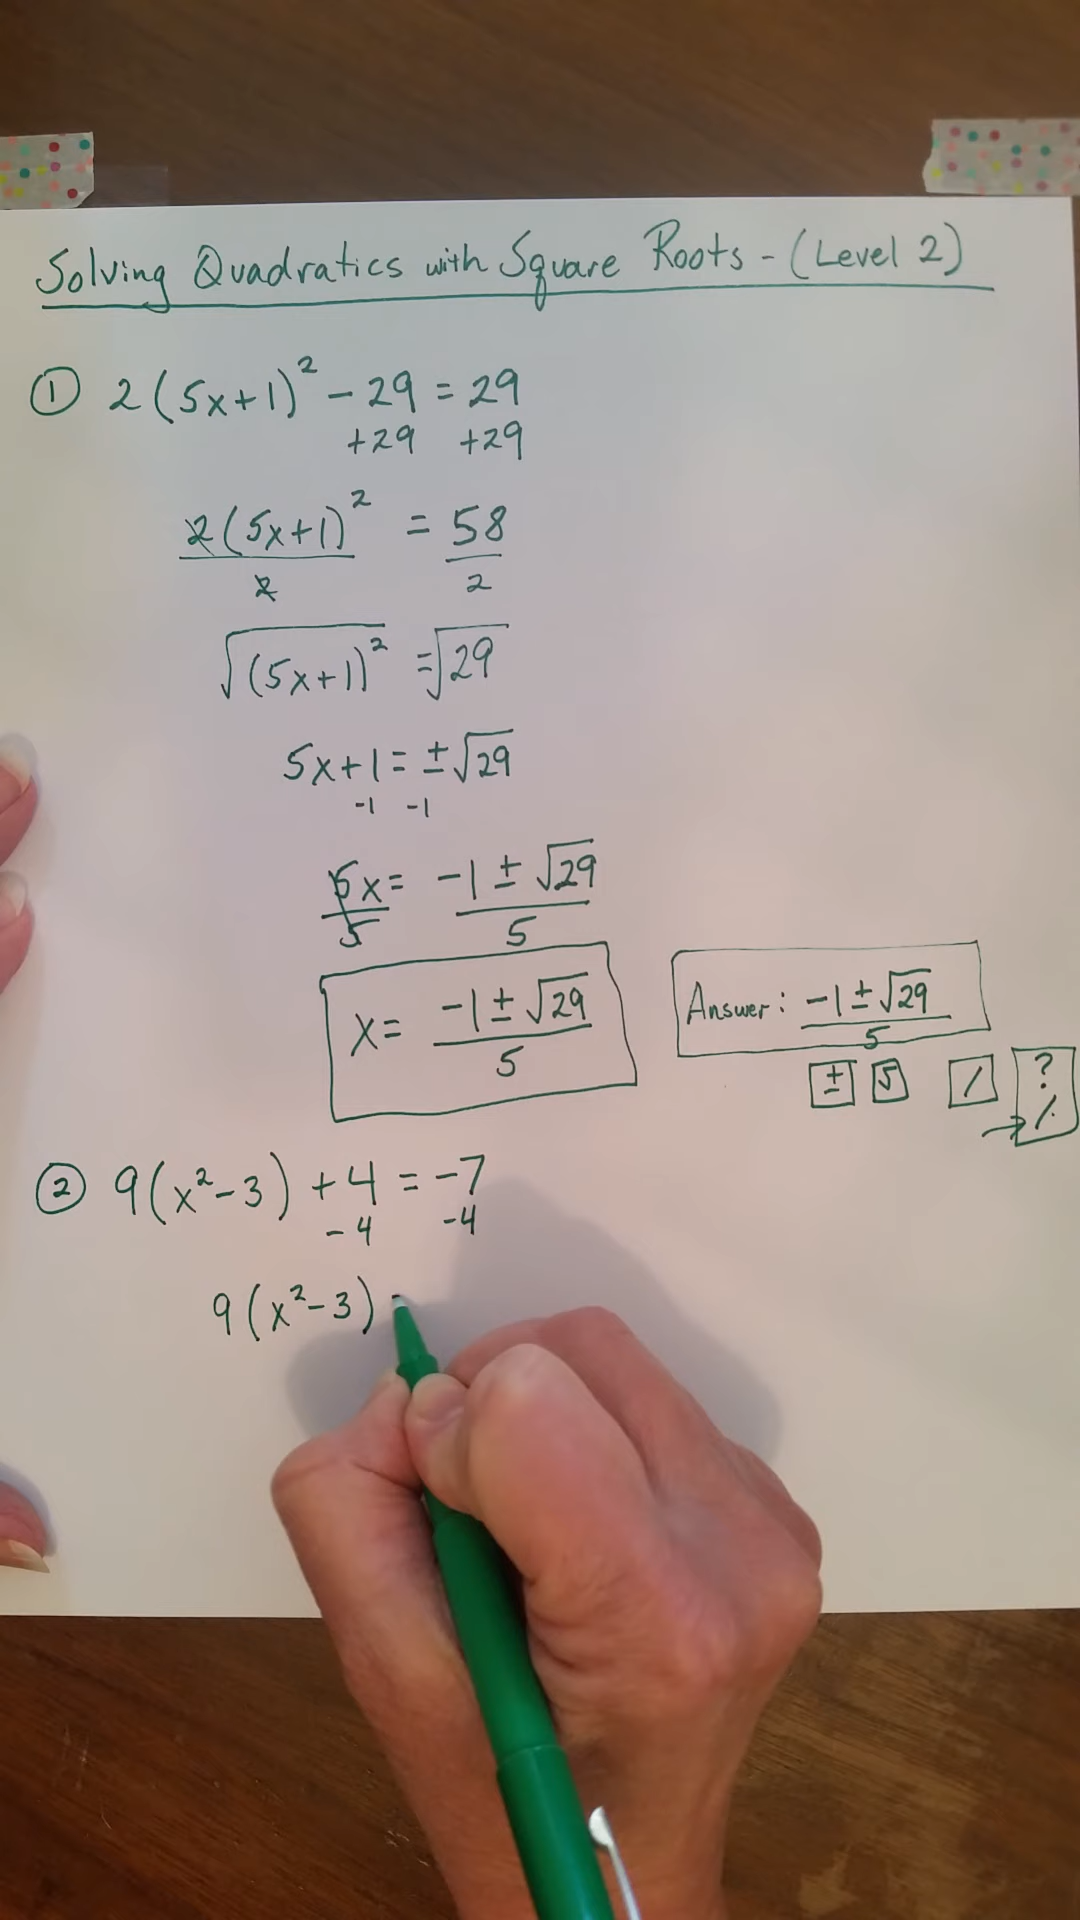 Solving Quadratics with Square Roots - (Level 2)
① 2(5x+1)² - 29 = 29
+29 +29
2(5x+1)² = 58
2 2
√(5x+1)² = √29
5x+1 = ±√29
-1 -1
5x = -1 ± √29
5 5
x = -1 ± √29
5
Answer: -1 ± √29
5
± 5 / ?
→ ⁒
② 9(x²-3) + 4 = -7
-4 -4
9(x²-3)